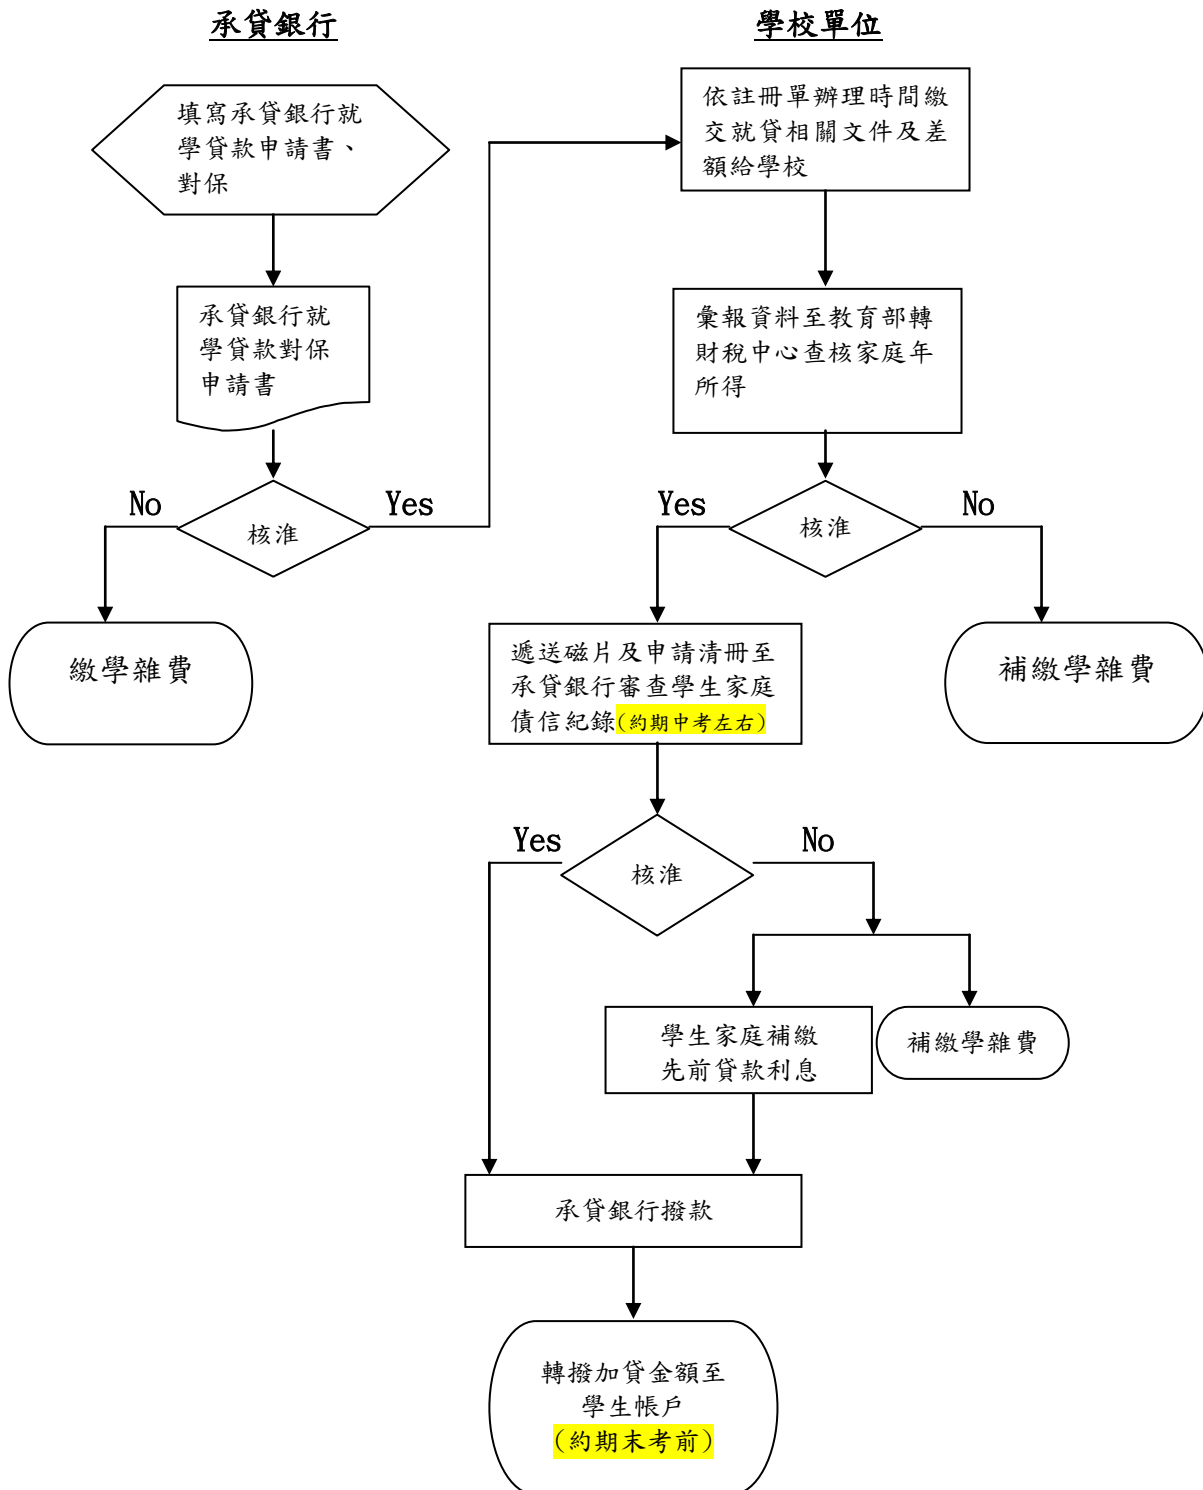 承貸銀行
學校單位
填寫承貸銀行就
學貸款申請書、
對保
依註冊單辦理時間繳
交就貸相關文件及差
額給學校
承貸銀行就
學貸款對保
申請書
彙報資料至教育部轉
財稅中心查核家庭年
所得
No
核准
Yes
Yes
核准
No
繳學雜費
遞送磁片及申請清冊至
承貸銀行審查學生家庭
債信紀錄(約期中考左右)
補繳學雜費
Yes
核准
No
學生家庭補繳
先前貸款利息
補繳學雜費
承貸銀行撥款
轉撥加貸金額至
學生帳戶
(約期末考前)